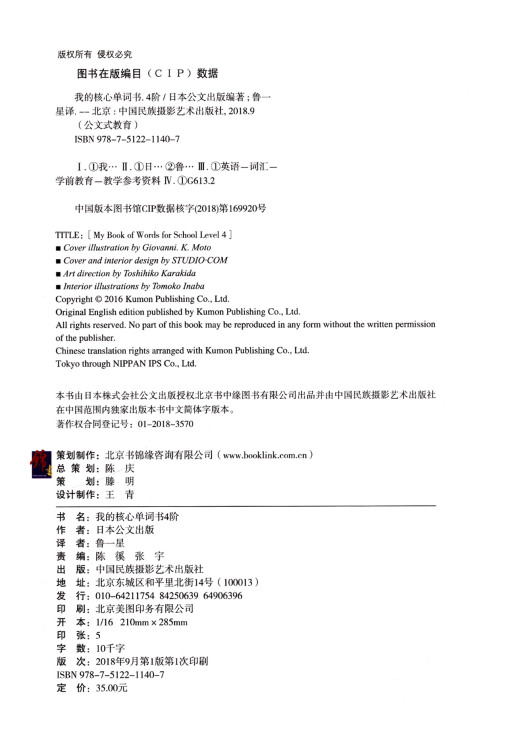 版权所有 侵权必究
图书在版编目(CIP)数据
我的核心单词书.4阶/日本公文出版编著;鲁一
星译.--北京:中国民族摄影艺术出版社,2018.9
(公文式教育)
ISBN 978-7-5122-1140-7
Ⅰ.①我… Ⅱ.①日…②鲁… Ⅲ.①英语—词汇—
学前教育—教学参考资料 Ⅳ.①G613.2
中国版本图书馆CIP数据核字(2018)第169920号
TITLE: [My Book of Words for School Level 4]
■ Cover illustration by Giovanni. K. Moto
■ Cover and interior design by STUDIO·COM
■ Art direction by Toshihiko Karakida
■ Interior illustrations by Tomoko Inaba
Copyright © 2016 Kumon Publishing Co., Ltd.
Original English edition published by Kumon Publishing Co., Ltd.
All rights reserved. No part of this book may be reproduced in any form without the written permission
of the publisher.
Chinese translation rights arranged with Kumon Publishing Co., Ltd.
Tokyo through NIPPAN IPS Co., Ltd.
本书由日本株式会社公文出版授权北京书中缘图书有限公司出品并由中国民族摄影艺术出版社
在中国范围内独家出版本书中文简体字版本。
著作权合同登记号:01-2018-3570
策划制作:北京书锦缘咨询有限公司(www.booklink.com.cn)
总 策 划:陈 庆
策 划:滕 明
设计制作:王 青
书 名:我的核心单词书4阶
作 者:日本公文出版
译 者:鲁一星
责 编:陈 徯 张 宇
出 版:中国民族摄影艺术出版社
地 址:北京东城区和平里北街14号(100013)
发 行:010-64211754 84250639 64906396
印 刷:北京美图印务有限公司
开 本:1/16 210mm×285mm
印 张:5
字 数:10千字
版 次:2018年9月第1版第1次印刷
ISBN 978-7-5122-1140-7
定 价:35.00元